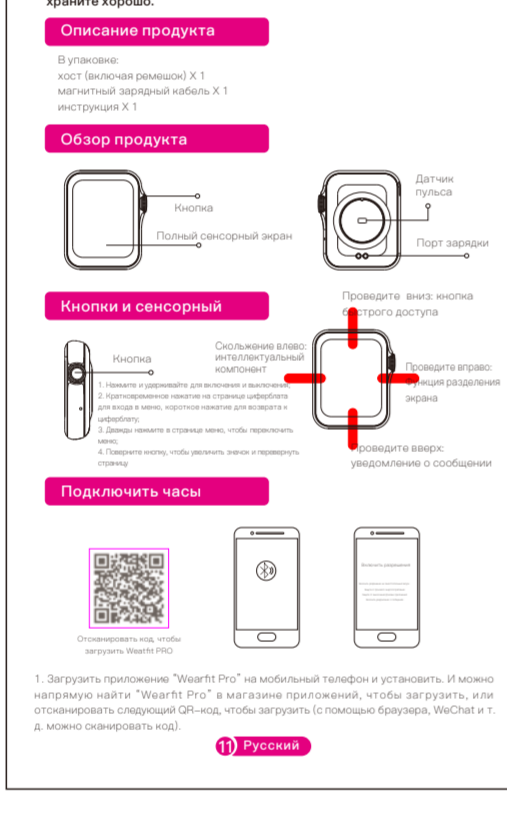 храните хорошо.
Описание продукта
В упаковке:
хост (включая ремешок) X 1
магнитный зарядный кабель X 1
инструкция X 1
Обзор продукта
Кнопка
Полный сенсорный экран
Датчик
пульса
Порт зарядки
Кнопки и сенсорный
Кнопка
1. Нажмите и удерживайте для включения и выключения;
2. Кратковременное нажатие на странице циферблата
для входа в меню, короткое нажатие для возврата к
циферблату;
3. Дважды нажмите в странице меню, чтобы переключить
меню;
4. Поверните кнопку, чтобы увеличить значок и перевернуть
страницу
Скольжение влево:
интеллектуальный
компонент
Проведите вниз: кнопка
быстрого доступа
Проведите вправо:
Функция разделения
экрана
Проведите вверх:
уведомление о сообщении
Подключить часы
Отсканировать код, чтобы
загрузить Weatfit PRO
Включить разрешения
1. Загрузить приложение "Wearfit Pro" на мобильный телефон и установить. И можно
напрямую найти "Wearfit Pro" в магазине приложений, чтобы загрузить, или
отсканировать следующий QR-код, чтобы загрузить (с помощью браузера, WeChat и т.
д. можно сканировать код).
11 Русский